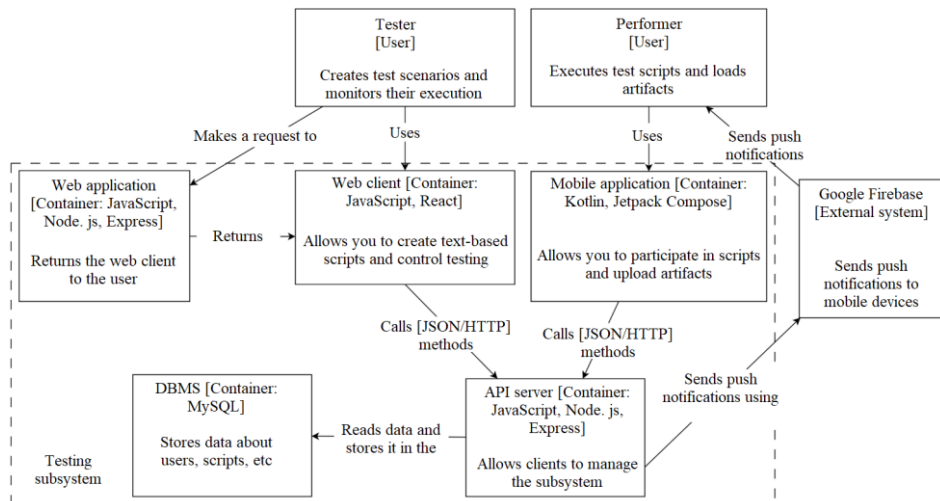 Tester
[User]
Creates test scenarios and
monitors their execution
Performer
[User]
Executes test scripts and loads
artifacts
Makes a request to
Uses
Uses
Sends push
notifications
Web application
[Container: JavaScript,
Node. js, Express]
Returns the web client
to the user
Returns
Web client [Container:
JavaScript, React]
Allows you to create text-based
scripts and control testing
Mobile application [Container:
Kotlin, Jetpack Compose]
Allows you to participate in scripts
and upload artifacts
Google Firebase
[External system]
Sends push
notifications to
mobile devices
Calls [JSON/HTTP]
methods
Calls [JSON/HTTP]
methods
Sends push
notifications using
DBMS [Container:
MySQL]
Stores data about
users, scripts, etc
Reads data and
stores it in the
API server [Container:
JavaScript, Node. js,
Express]
Allows clients to manage
the subsystem
Testing
subsystem